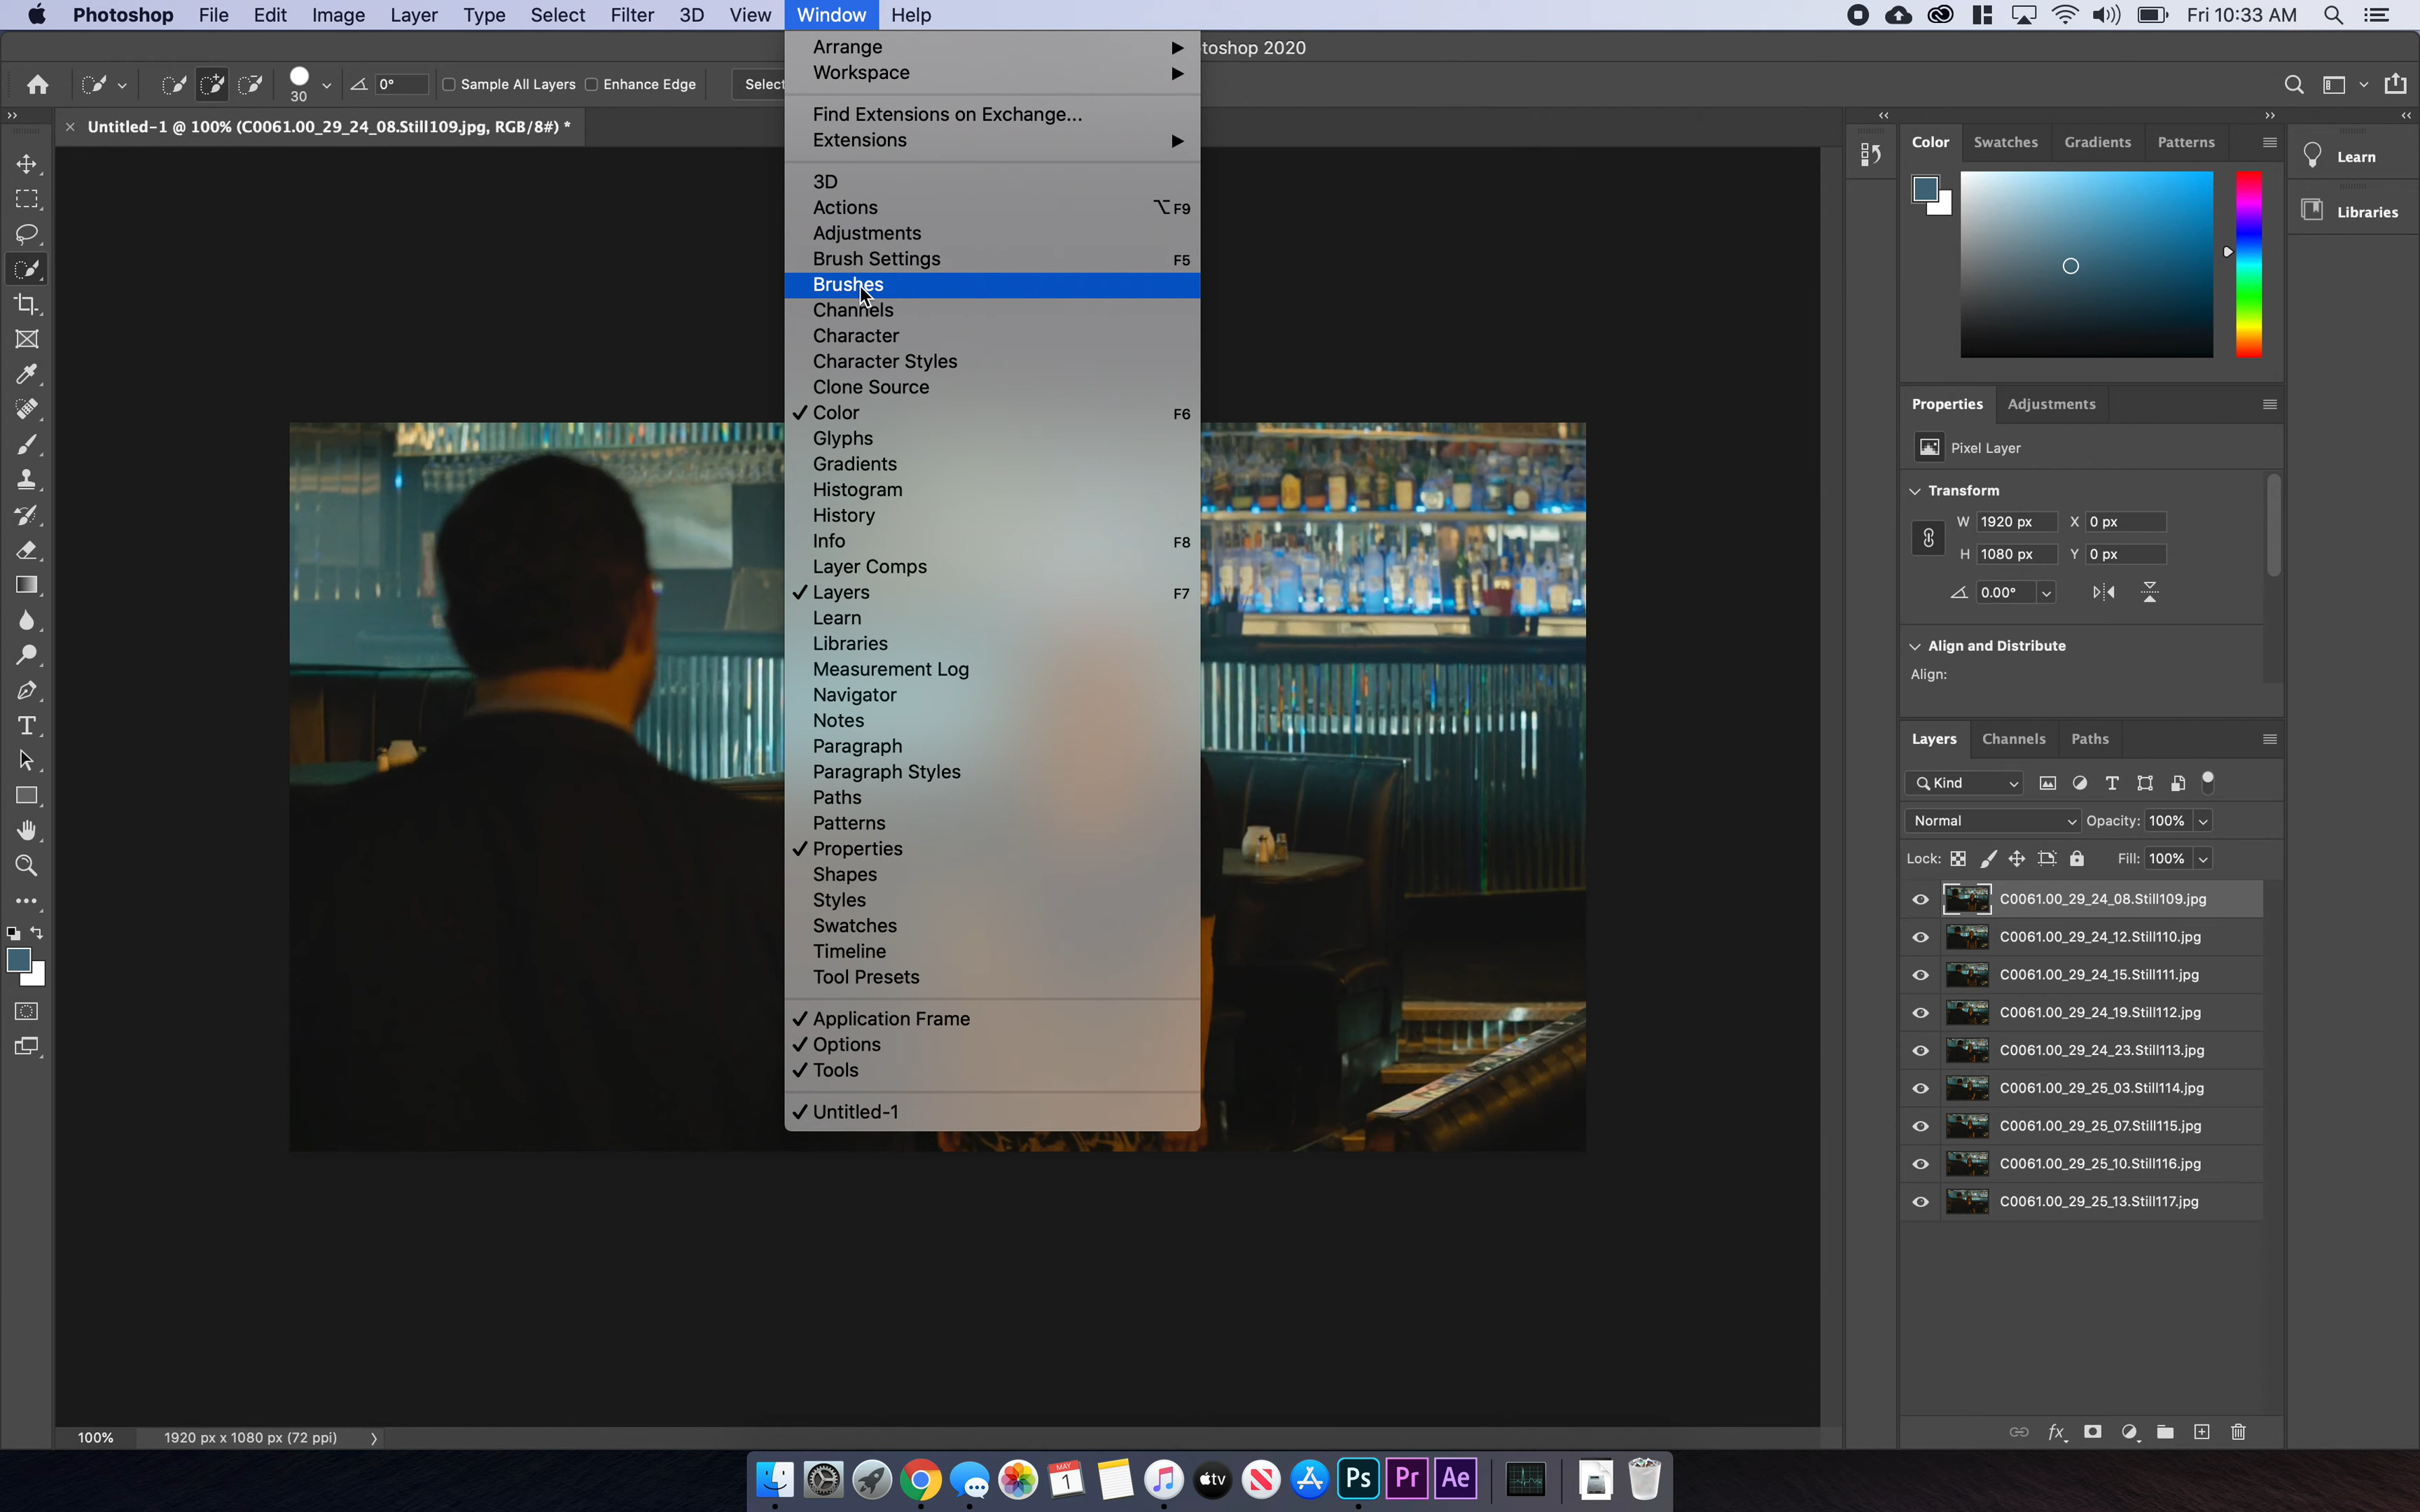 Photoshop File Edit Image Layer Type Select Filter 3D View Window Help Fri 10:33 AM
toshop 2020
30 0° Sample All Layers Enhance Edge Select
Untitled-1 @ 100% (C0061.00_29_24_08.Still109.jpg, RGB/8#) *
Arrange
Workspace
Find Extensions on Exchange...
Extensions
3D
Actions ⌥F9
Adjustments
Brush Settings F5
Brushes
Channels
Character
Character Styles
Clone Source
✓ Color F6
Glyphs
Gradients
Histogram
History
Info F8
Layer Comps
✓ Layers F7
Learn
Libraries
Measurement Log
Navigator
Notes
Paragraph
Paragraph Styles
Paths
Patterns
✓ Properties
Shapes
Styles
Swatches
Timeline
Tool Presets
✓ Application Frame
✓ Options
✓ Tools
✓ Untitled-1
Color Swatches Gradients Patterns
Learn
Libraries
Properties Adjustments
Pixel Layer
Transform
W 1920 px X 0 px
H 1080 px Y 0 px
0.00°
Align and Distribute
Align:
Layers Channels Paths
Kind
Normal Opacity: 100%
Lock: Fill: 100%
C0061.00_29_24_08.Still109.jpg
C0061.00_29_24_12.Still110.jpg
C0061.00_29_24_15.Still111.jpg
C0061.00_29_24_19.Still112.jpg
C0061.00_29_24_23.Still113.jpg
C0061.00_29_25_03.Still114.jpg
C0061.00_29_25_07.Still115.jpg
C0061.00_29_25_10.Still116.jpg
C0061.00_29_25_13.Still117.jpg
fx
100% 1920 px x 1080 px (72 ppi)
MAY
1
tv
Ps Pr Ae